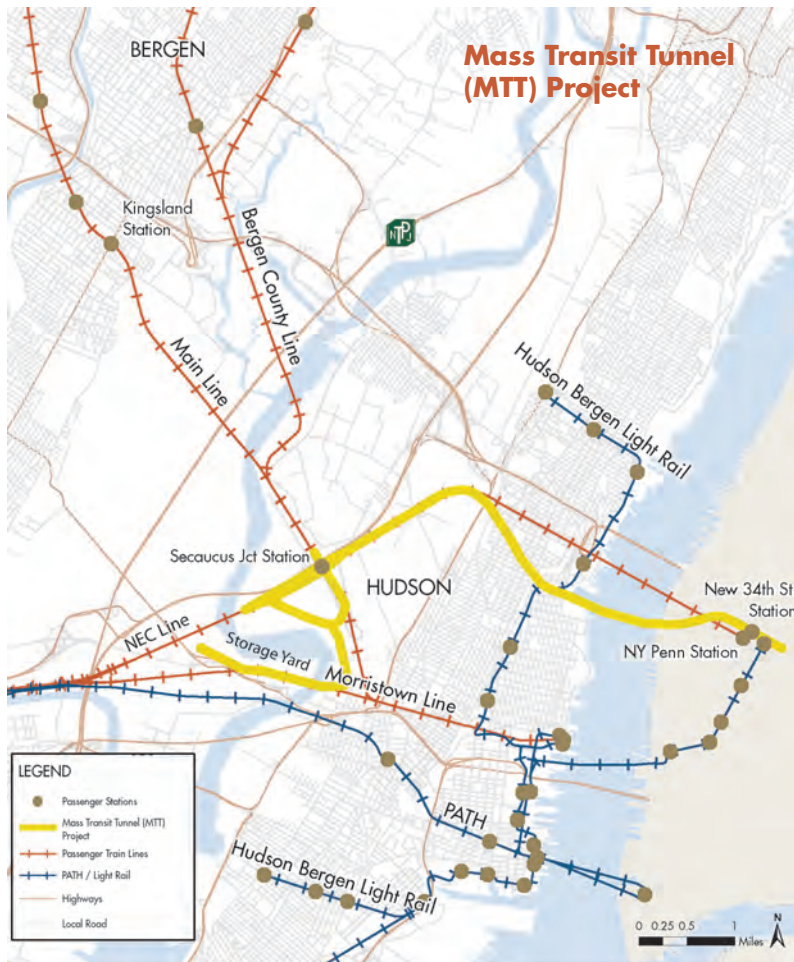 Mass Transit Tunnel
(MTT) Project
BERGEN
Kingsland
Station
N T P J
Bergen County Line
Main Line
Hudson Bergen Light Rail
Secaucus Jct Station
HUDSON
New 34th St
Station
NEC Line
NY Penn Station
Storage Yard
Morristown Line
PATH
Hudson Bergen Light Rail
LEGEND
Passenger Stations
Mass Transit Tunnel (MTT)
Project
Passenger Train Lines
PATH / Light Rail
Highways
Local Road
N
0 0.25 0.5 1
Miles